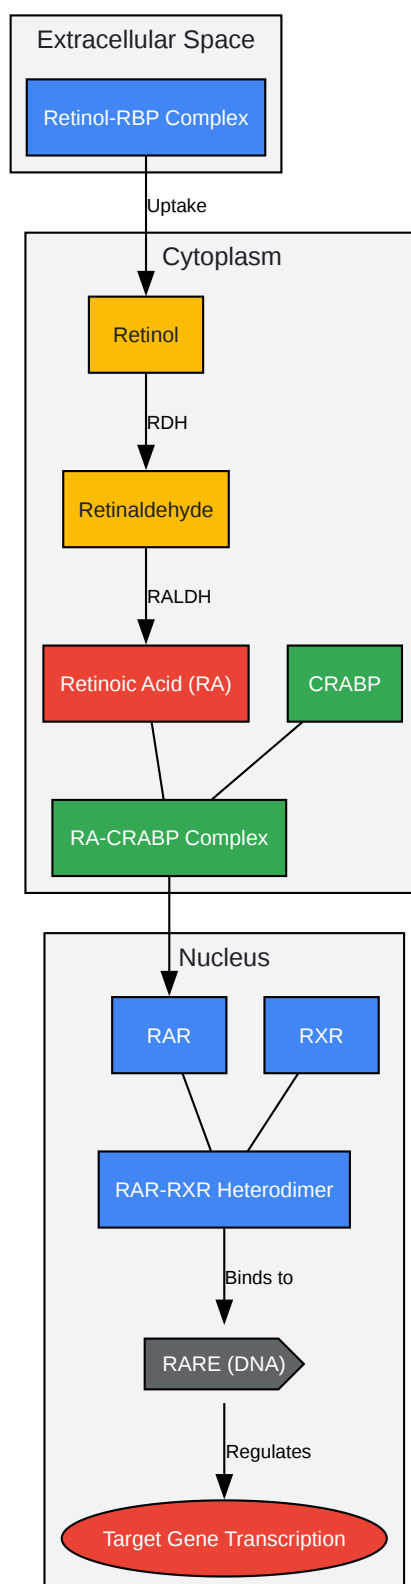 Extracellular Space
Retinol-RBP Complex
Uptake
Cytoplasm
Retinol
RDH
Retinaldehyde
RALDH
Retinoic Acid (RA)
CRABP
RA-CRABP Complex
Nucleus
RAR
RXR
RAR-RXR Heterodimer
Binds to
RARE (DNA)
Regulates
Target Gene Transcription